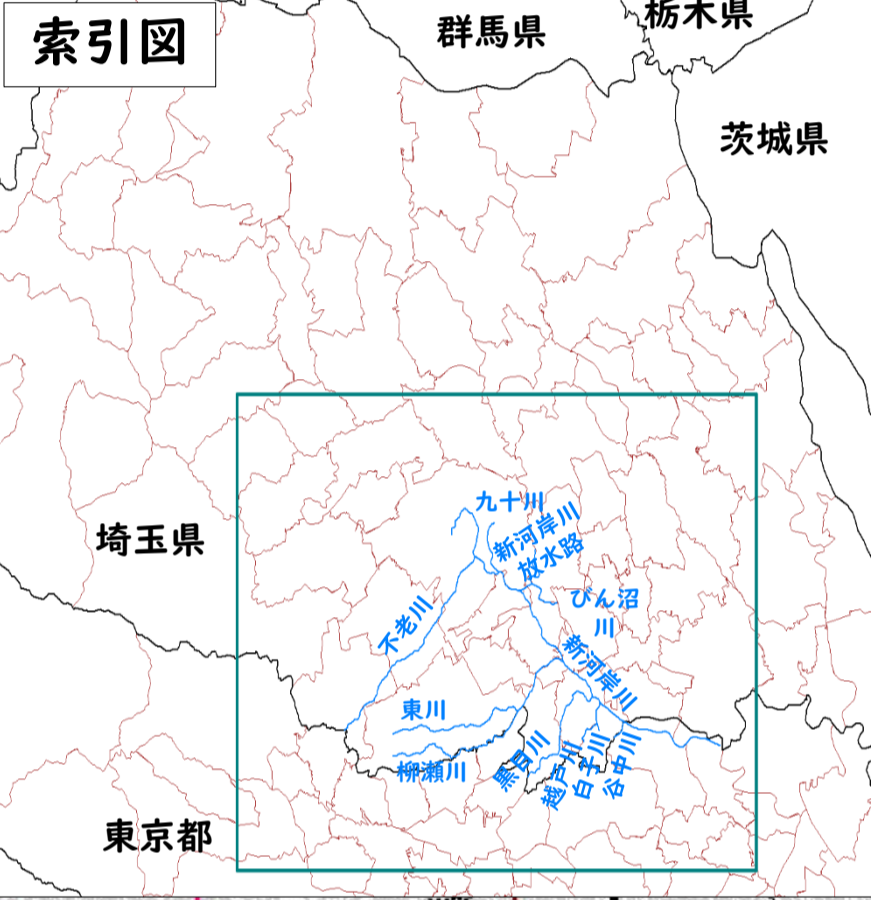 索引図
群馬県
栃木県
茨城県
埼玉県
九十川
新河岸川
放水路
びん沼
川
不老川
新河岸川
東川
柳瀬川
黒目川
越戸川
白子川
谷中川
東京都